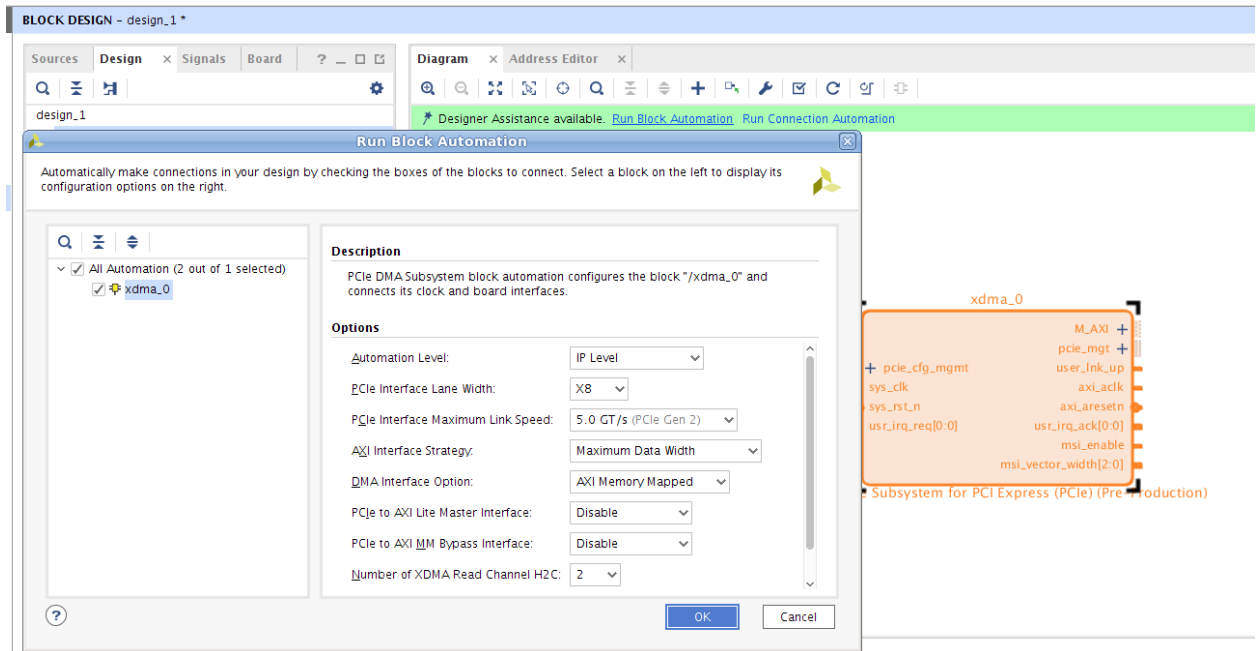 BLOCK DESIGN - design_1 *
Sources Design × Signals Board ? _
Diagram × Address Editor ×
design_1
Designer Assistance available. Run Block Automation Run Connection Automation
Run Block Automation
Automatically make connections in your design by checking the boxes of the blocks to connect. Select a block on the left to display its
configuration options on the right.
All Automation (2 out of 1 selected)
xdma_0
Description
PCIe DMA Subsystem block automation configures the block "/xdma_0" and
connects its clock and board interfaces.
Options
Automation Level: IP Level
PCIe Interface Lane Width: X8
PCIe Interface Maximum Link Speed: 5.0 GT/s (PCIe Gen 2)
AXI Interface Strategy: Maximum Data Width
DMA Interface Option: AXI Memory Mapped
PCIe to AXI Lite Master Interface: Disable
PCIe to AXI MM Bypass Interface: Disable
Number of XDMA Read Channel H2C: 2
?
OK
Cancel
xdma_0
M_AXI
pcie_mgt
pcie_cfg_mgmt user_lnk_up
sys_clk axi_aclk
sys_rst_n axi_aresetn
usr_irq_req[0:0] usr_irq_ack[0:0]
msi_enable
msi_vector_width[2:0]
Subsystem for PCI Express (PCIe) (Pre-Production)